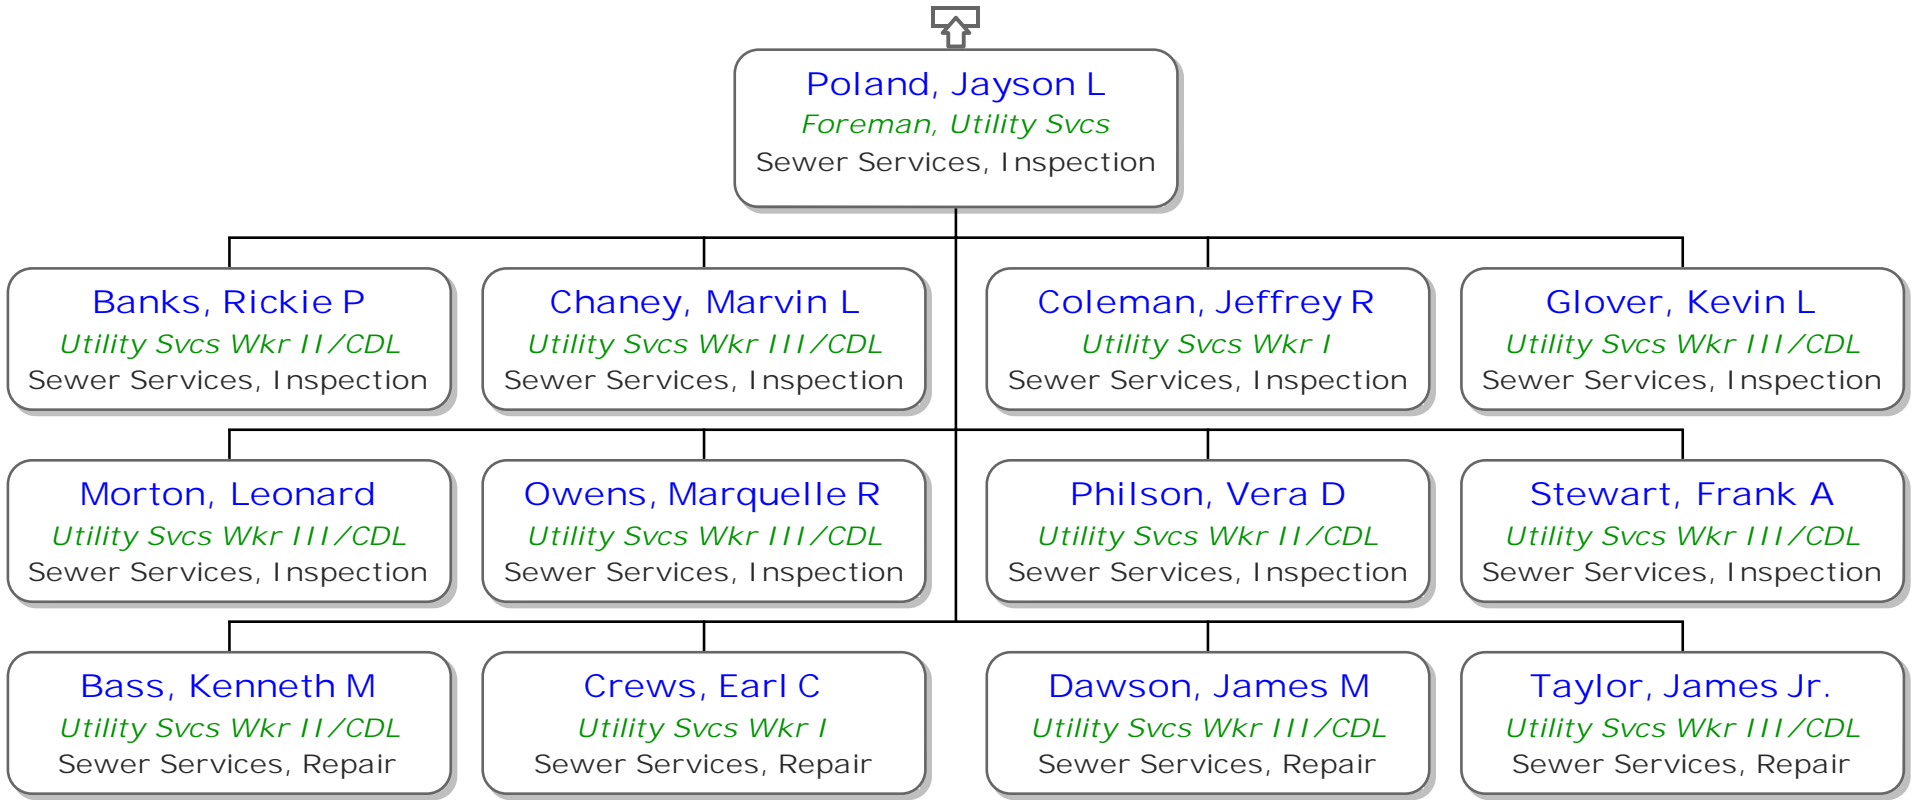 Poland, Jayson L
Foreman, Utility Svcs
Sewer Services, Inspection
Banks, Rickie P
Utility Svcs Wkr II/CDL
Sewer Services, Inspection
Chaney, Marvin L
Utility Svcs Wkr III/CDL
Sewer Services, Inspection
Coleman, Jeffrey R
Utility Svcs Wkr I
Sewer Services, Inspection
Glover, Kevin L
Utility Svcs Wkr III/CDL
Sewer Services, Inspection
Morton, Leonard
Utility Svcs Wkr III/CDL
Sewer Services, Inspection
Owens, Marquelle R
Utility Svcs Wkr III/CDL
Sewer Services, Inspection
Philson, Vera D
Utility Svcs Wkr II/CDL
Sewer Services, Inspection
Stewart, Frank A
Utility Svcs Wkr III/CDL
Sewer Services, Inspection
Bass, Kenneth M
Utility Svcs Wkr II/CDL
Sewer Services, Repair
Crews, Earl C
Utility Svcs Wkr I
Sewer Services, Repair
Dawson, James M
Utility Svcs Wkr III/CDL
Sewer Services, Repair
Taylor, James Jr.
Utility Svcs Wkr III/CDL
Sewer Services, Repair